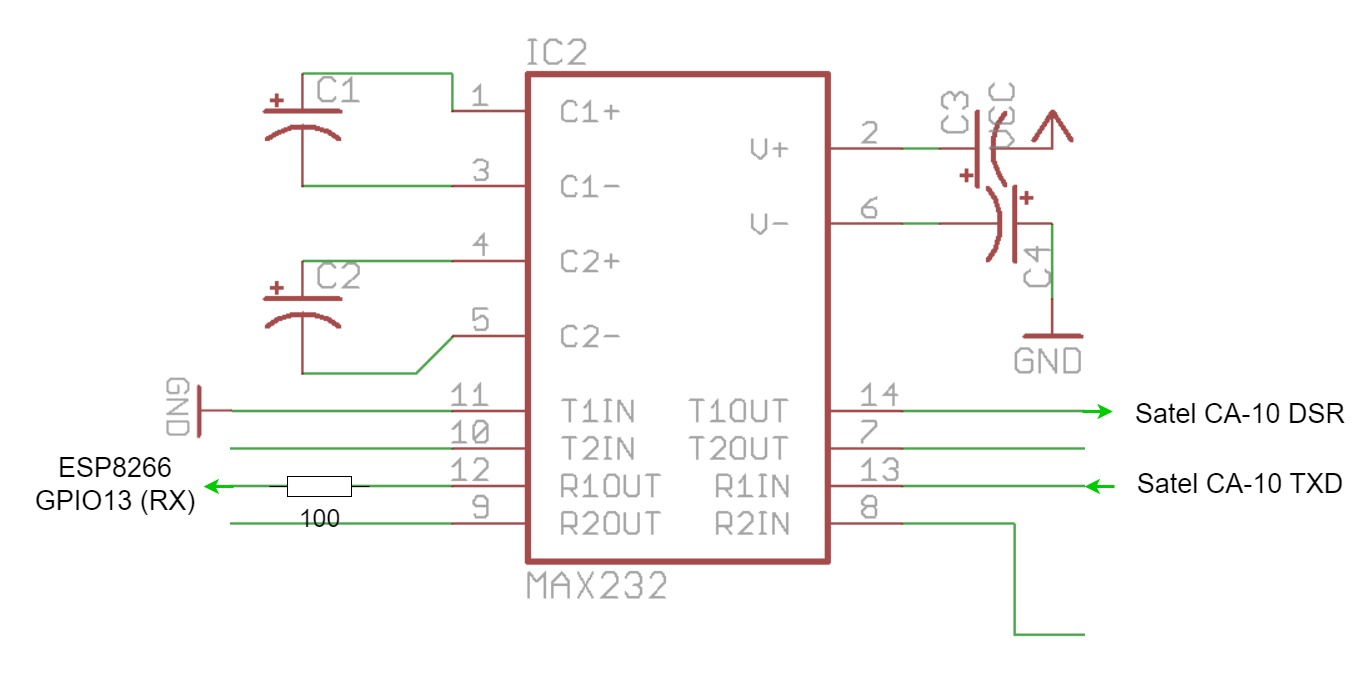 IC2
C1
+
1
C1+
3
C1-
C2
+
4
C2+
5
C2-
V+
2
C3
VCC
+
V-
6
+
C4
GND
GND
11
T1IN
T1OUT
14
Satel CA-10 DSR
10
T2IN
T2OUT
7
ESP8266
GPIO13 (RX)
100
12
R1OUT
R1IN
13
Satel CA-10 TXD
9
R2OUT
R2IN
8
MAX232